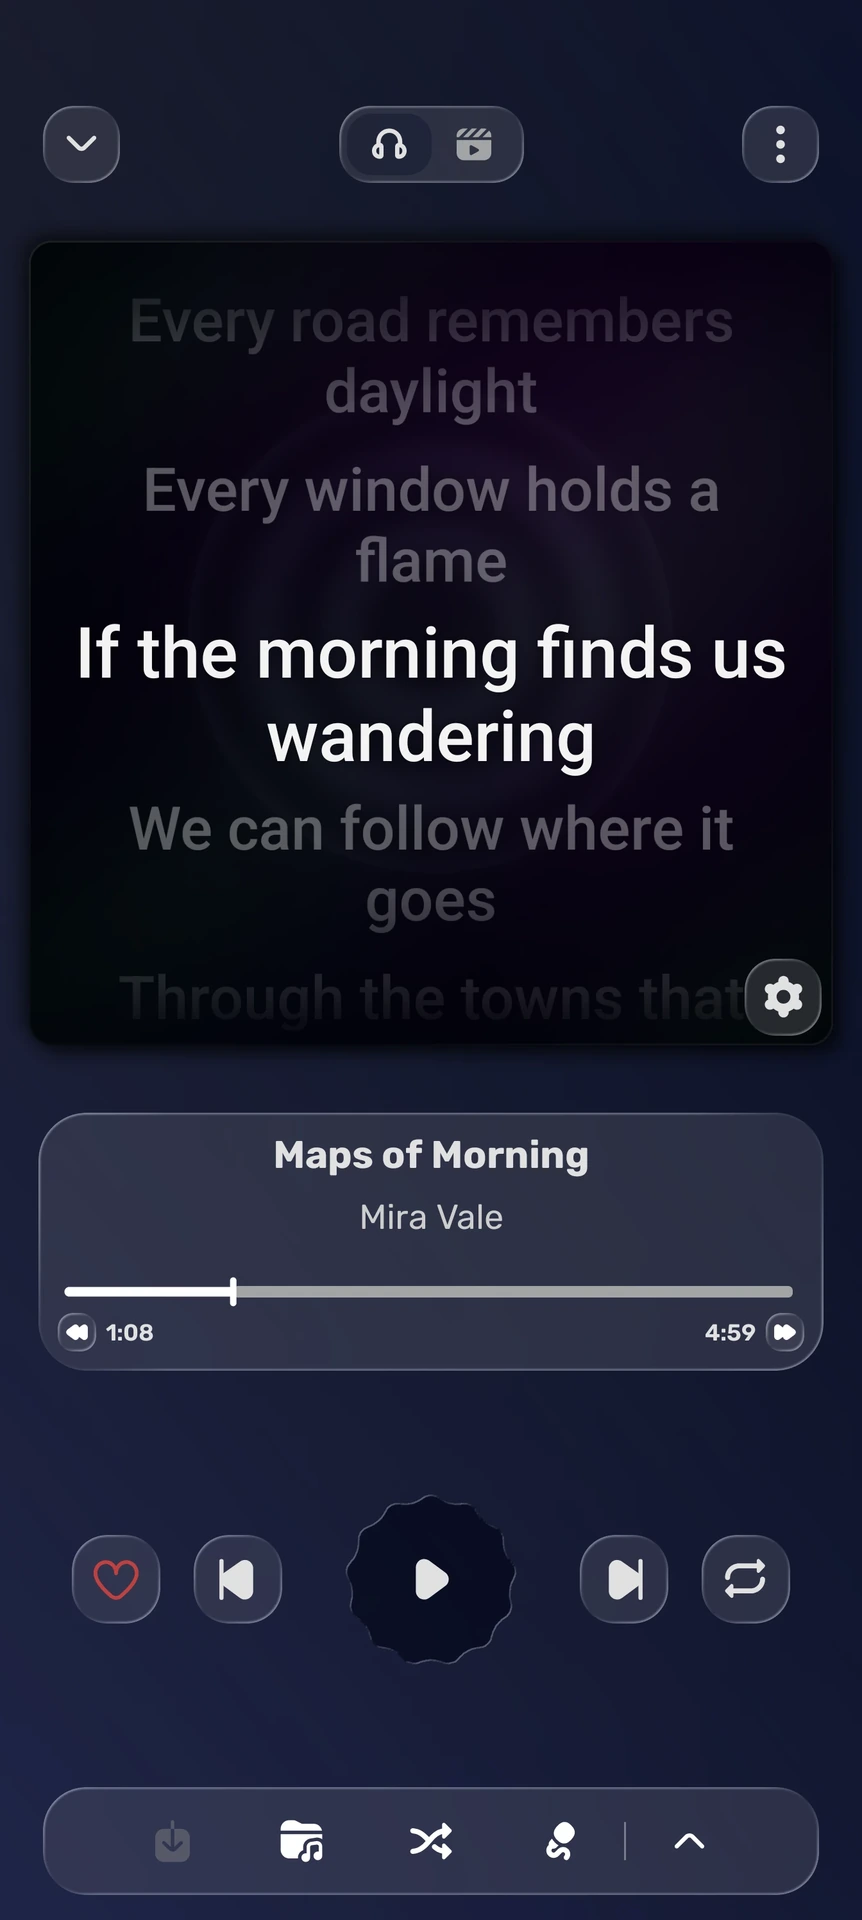 Every road remembers
daylight
Every window holds a
flame
If the morning finds us
wandering
We can follow where it
goes
Through the towns that
Maps of Morning
Mira Vale
1:08
4:59